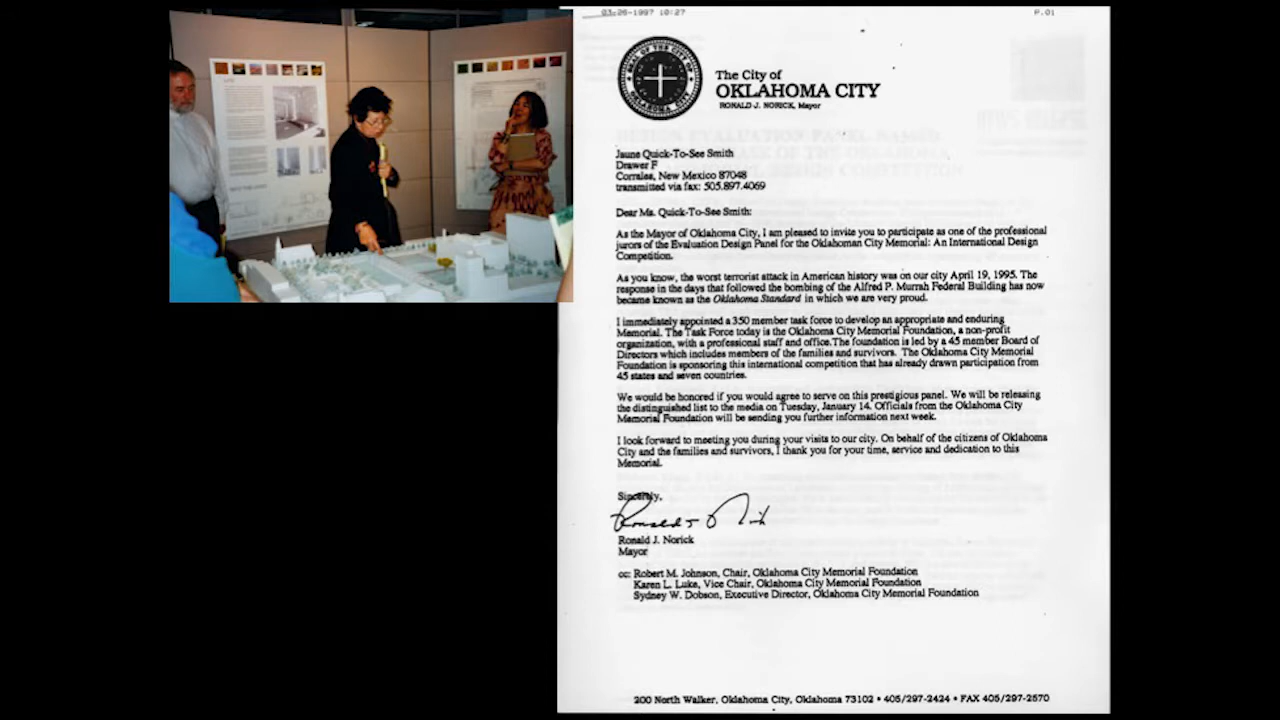 03-26-1997 10:27
P.01
SEAL OF THE CITY OF
OKLAHOMA CITY
The City of
OKLAHOMA CITY
RONALD J. NORICK, Mayor
Jaune Quick-To-See Smith
Drawer F
Corrales, New Mexico 87048
transmitted via fax: 505.897.4069
Dear Ms. Quick-To-See Smith:
As the Mayor of Oklahoma City, I am pleased to invite you to participate as one of the professional
jurors of the Evaluation Design Panel for the Oklahoman City Memorial: An International Design
Competition.
As you know, the worst terrorist attack in American history was on our city April 19, 1995. The
response in the days that followed the bombing of the Alfred P. Murrah Federal Building has now
became known as the Oklahoma Standard in which we are very proud.
I immediately appointed a 350 member task force to develop an appropriate and enduring
Memorial. The Task Force today is the Oklahoma City Memorial Foundation, a non-profit
organization, with a professional staff and office.The foundation is led by a 45 member Board of
Directors which includes members of the families and survivors. The Oklahoma City Memorial
Foundation is sponsoring this international competition that has already drawn participation from
45 states and seven countries.
We would be honored if you would agree to serve on this prestigious panel. We will be releasing
the distinguished list to the media on Tuesday, January 14. Officials from the Oklahoma City
Memorial Foundation will be sending you further information next week.
I look forward to meeting you during your visits to our city. On behalf of the citizens of Oklahoma
City and the families and survivors, I thank you for your time, service and dedication to this
Memorial.
Sincerely,
Ronald J. Norick
Ronald J. Norick
Mayor
cc: Robert M. Johnson, Chair, Oklahoma City Memorial Foundation
Karen L. Luke, Vice Chair, Oklahoma City Memorial Foundation
Sydney W. Dobson, Executive Director, Oklahoma City Memorial Foundation
200 North Walker, Oklahoma City, Oklahoma 73102 • 405/297-2424 • FAX 405/297-2570